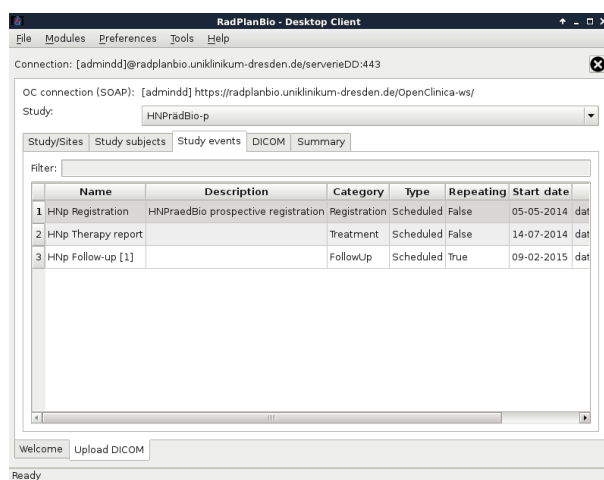 RadPlanBio - Desktop Client
File Modules Preferences Tools Help
Connection: [admindd]@radplanbio.uniklinikum-dresden.de/serverieDD:443
OC connection (SOAP): [admindd] https://radplanbio.uniklinikum-dresden.de/OpenClinica-ws/
Study: HNPrädBio-p
Study/Sites Study subjects Study events DICOM Summary
Filter:
Name Description Category Type Repeating Start date
1 HNp Registration HNPraedBio prospective registration Registration Scheduled False 05-05-2014 dat
2 HNp Therapy report Treatment Scheduled False 14-07-2014 dat
3 HNp Follow-up [1] FollowUp Scheduled True 09-02-2015 dat
Welcome Upload DICOM
Ready